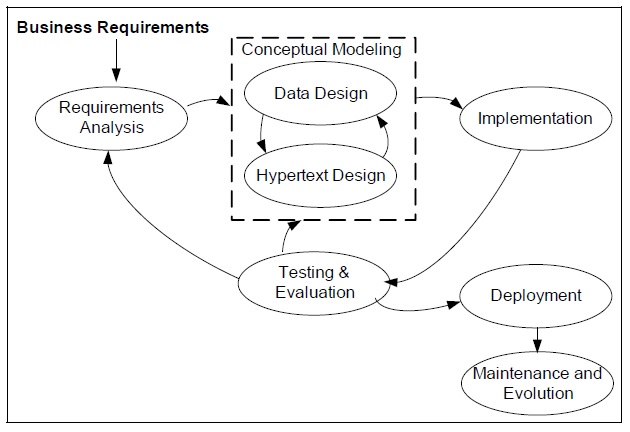 Business Requirements
Conceptual Modeling
Data Design
Requirements
Analysis
Implementation
Hypertext Design
Testing &
Evaluation
Deployment
Maintenance and
Evolution